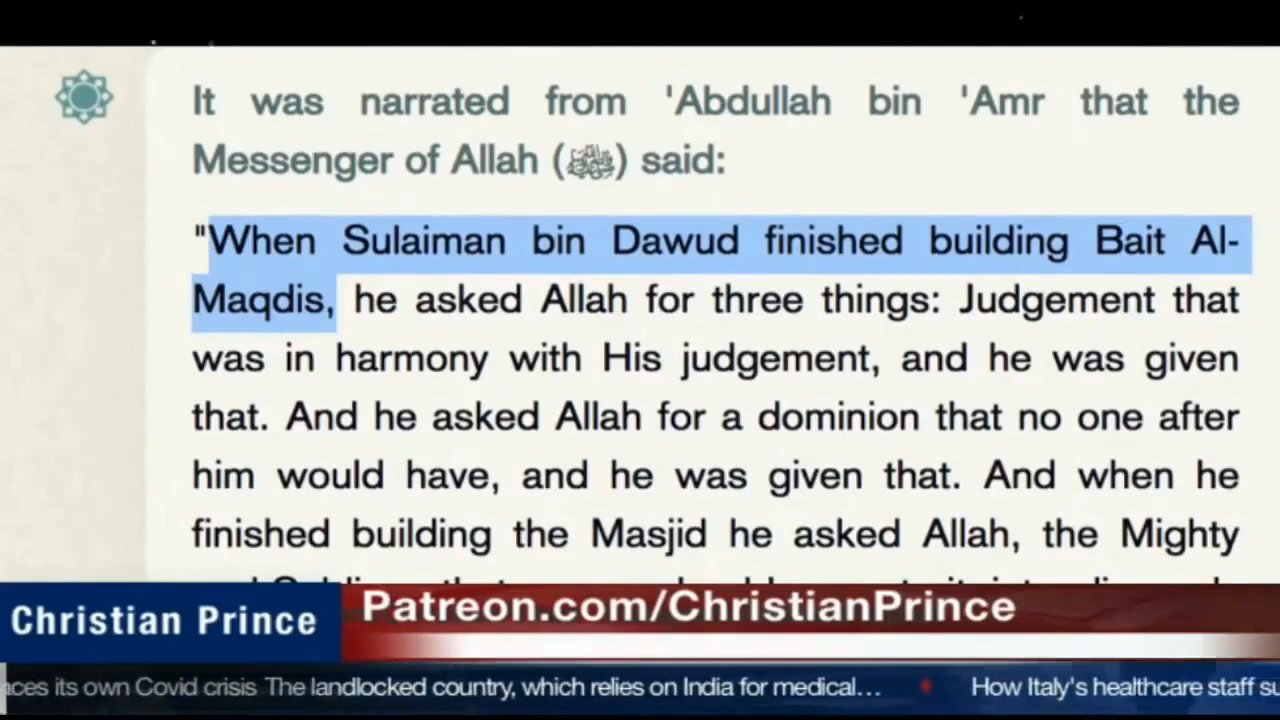 It was narrated from 'Abdullah bin 'Amr that the
Messenger of Allah (ﷺ) said:
"When Sulaiman bin Dawud finished building Bait Al-
Maqdis, he asked Allah for three things: Judgement that
was in harmony with His judgement, and he was given
that. And he asked Allah for a dominion that no one after
him would have, and he was given that. And when he
finished building the Masjid he asked Allah, the Mighty
Christian Prince
Patreon.com/ChristianPrince
its own Covid crisis The landlocked country, which relies on India for medical... How Italy's healthcare staff